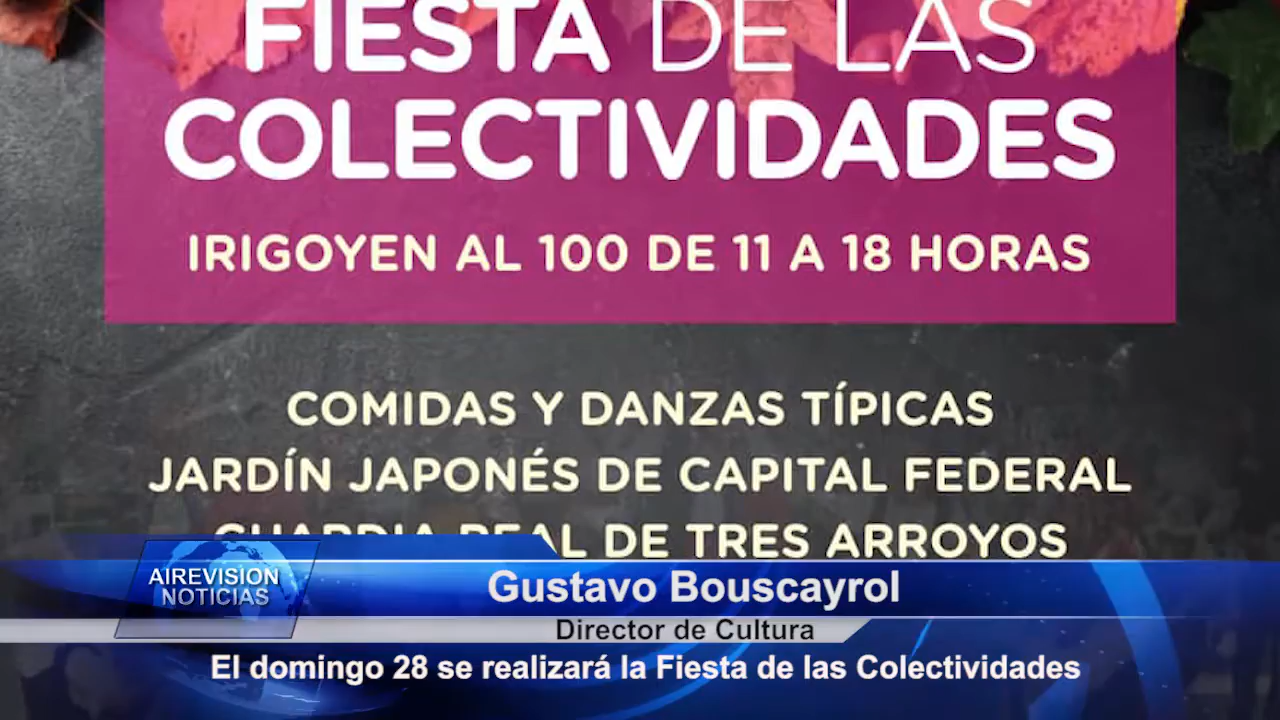 FIESTA DE LAS
COLECTIVIDADES
IRIGOYEN AL 100 DE 11 A 18 HORAS
COMIDAS Y DANZAS TÍPICAS
JARDÍN JAPONÉS DE CAPITAL FEDERAL
GUARDIA REAL DE TRES ARROYOS
AIREVISION
NOTICIAS
Gustavo Bouscayrol
Director de Cultura
El domingo 28 se realizará la Fiesta de las Colectividades